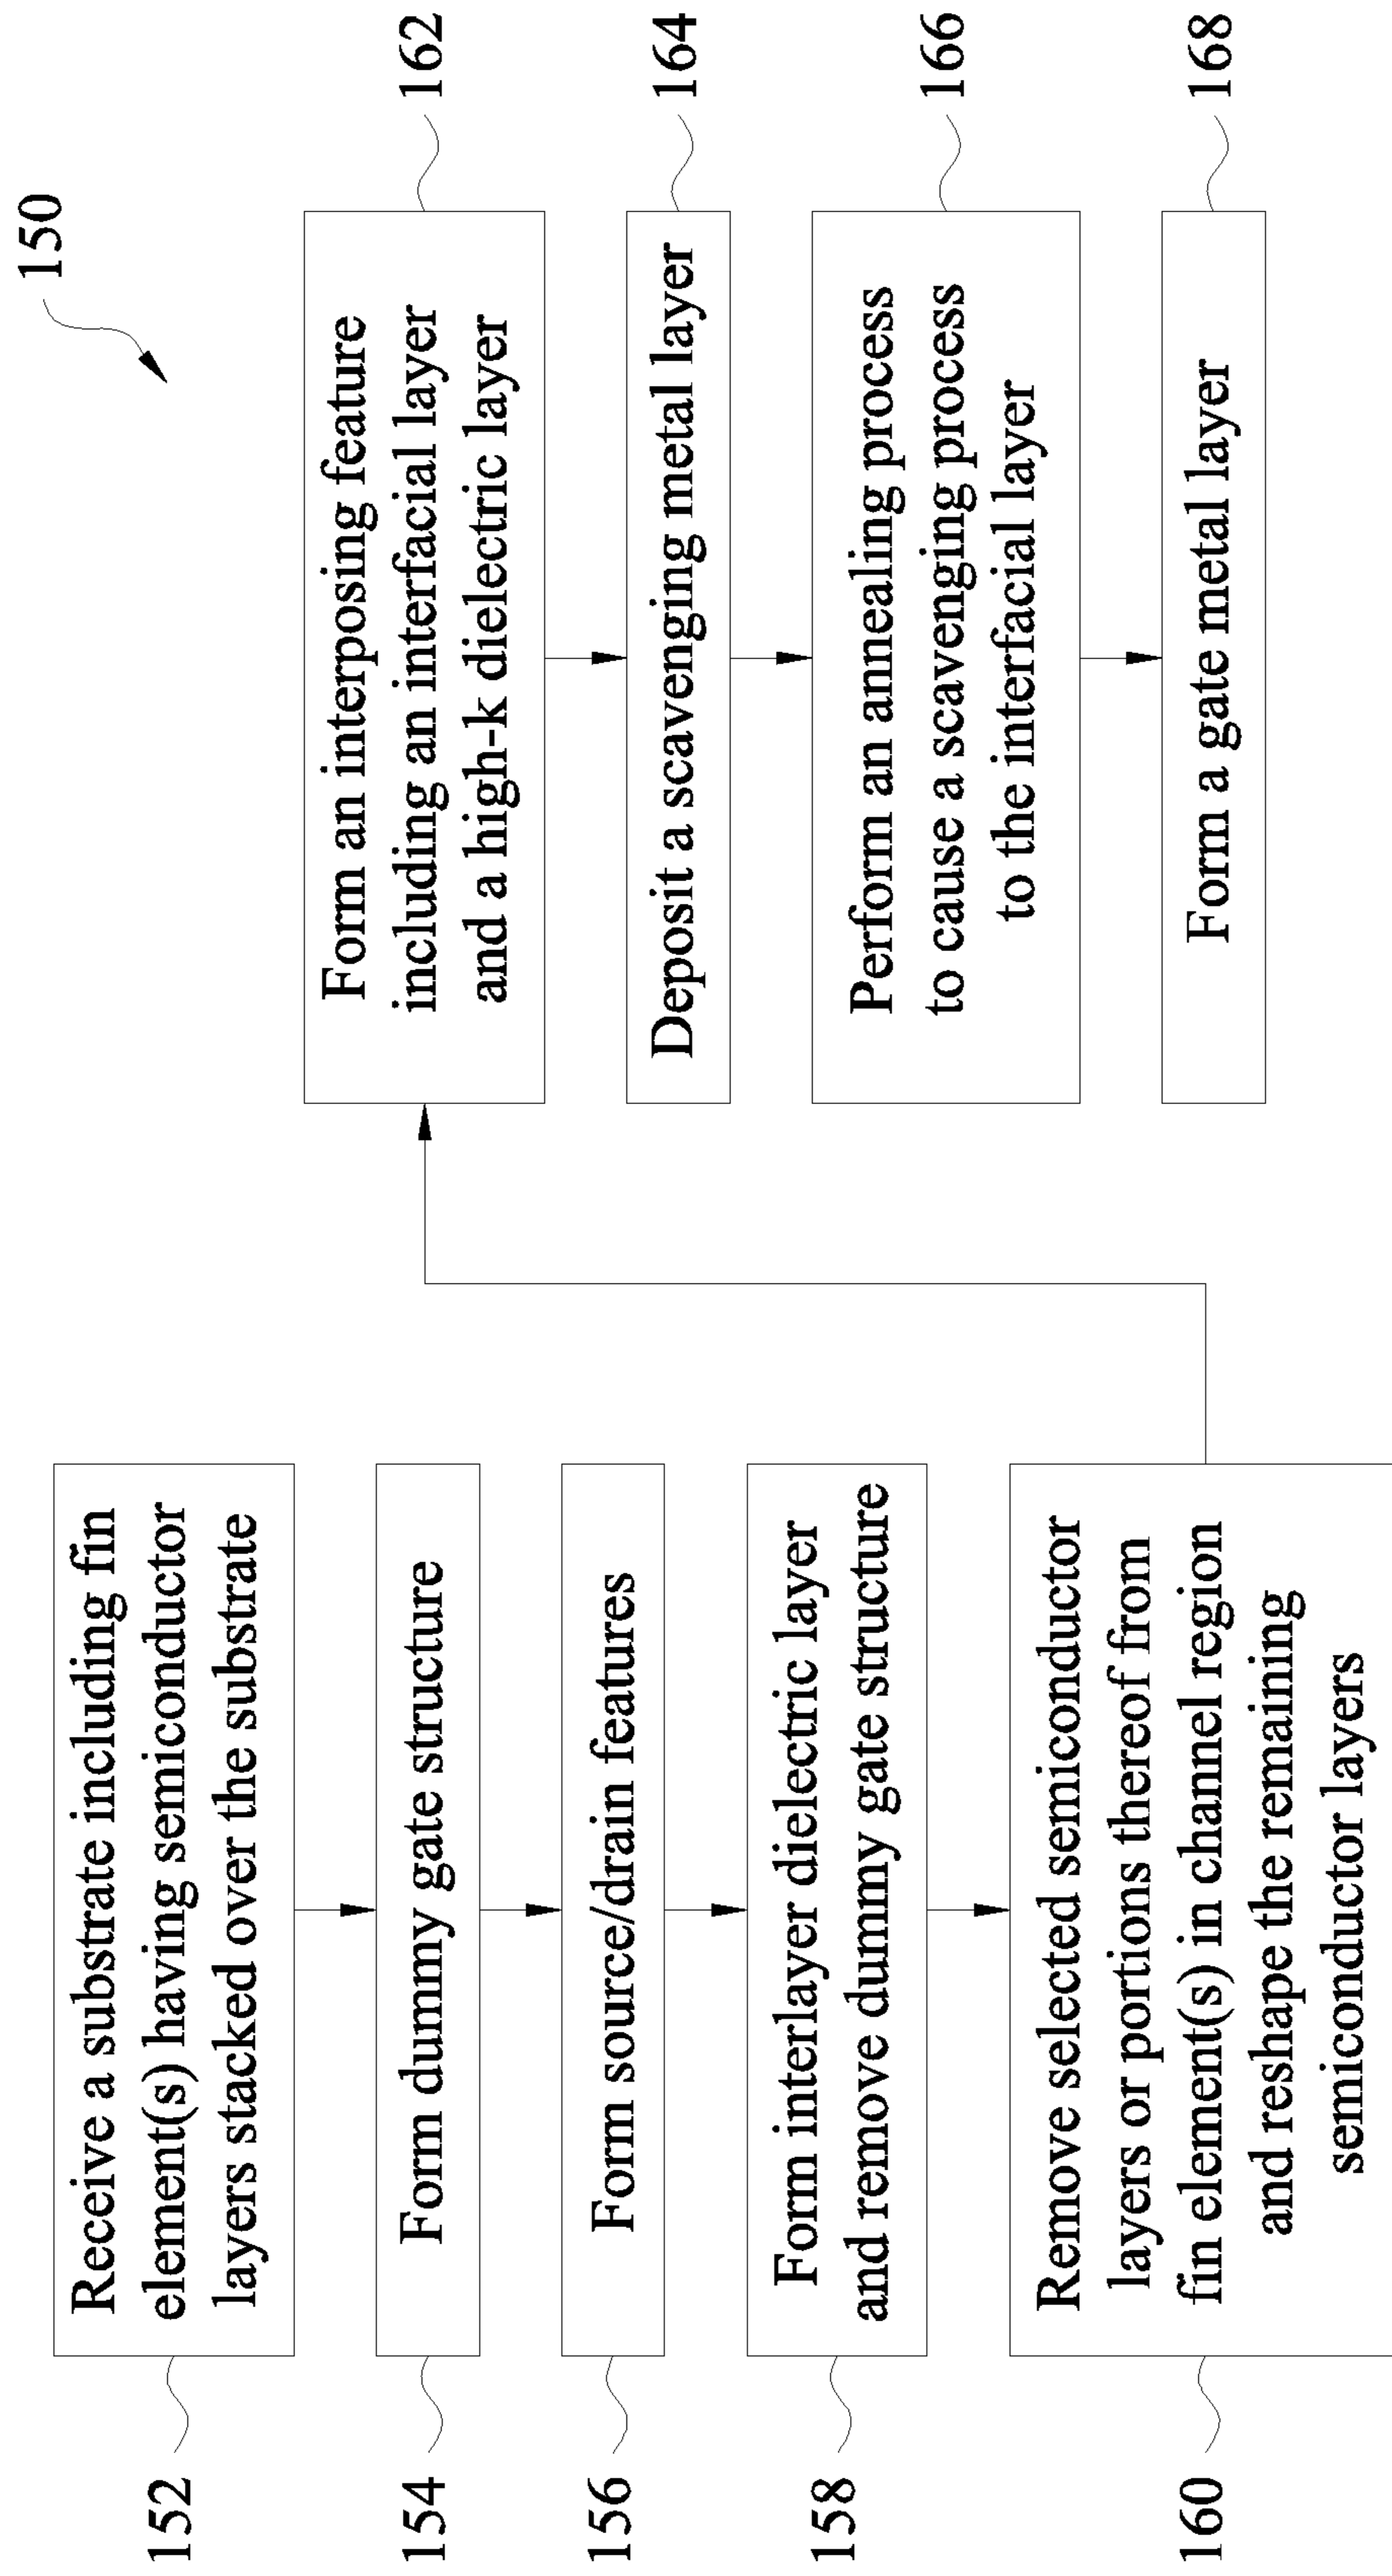 150
152
Receive a substrate including fin
element(s) having semiconductor
layers stacked over the substrate
154
Form dummy gate structure
156
Form source/drain features
158
Form interlayer dielectric layer
and remove dummy gate structure
160
Remove selected semiconductor
layers or portions thereof from
fin element(s) in channel region
and reshape the remaining
semiconductor layers
Form an interposing feature
including an interfacial layer
and a high-k dielectric layer
162
Deposit a scavenging metal layer
164
Perform an annealing process
to cause a scavenging process
to the interfacial layer
166
Form a gate metal layer
168